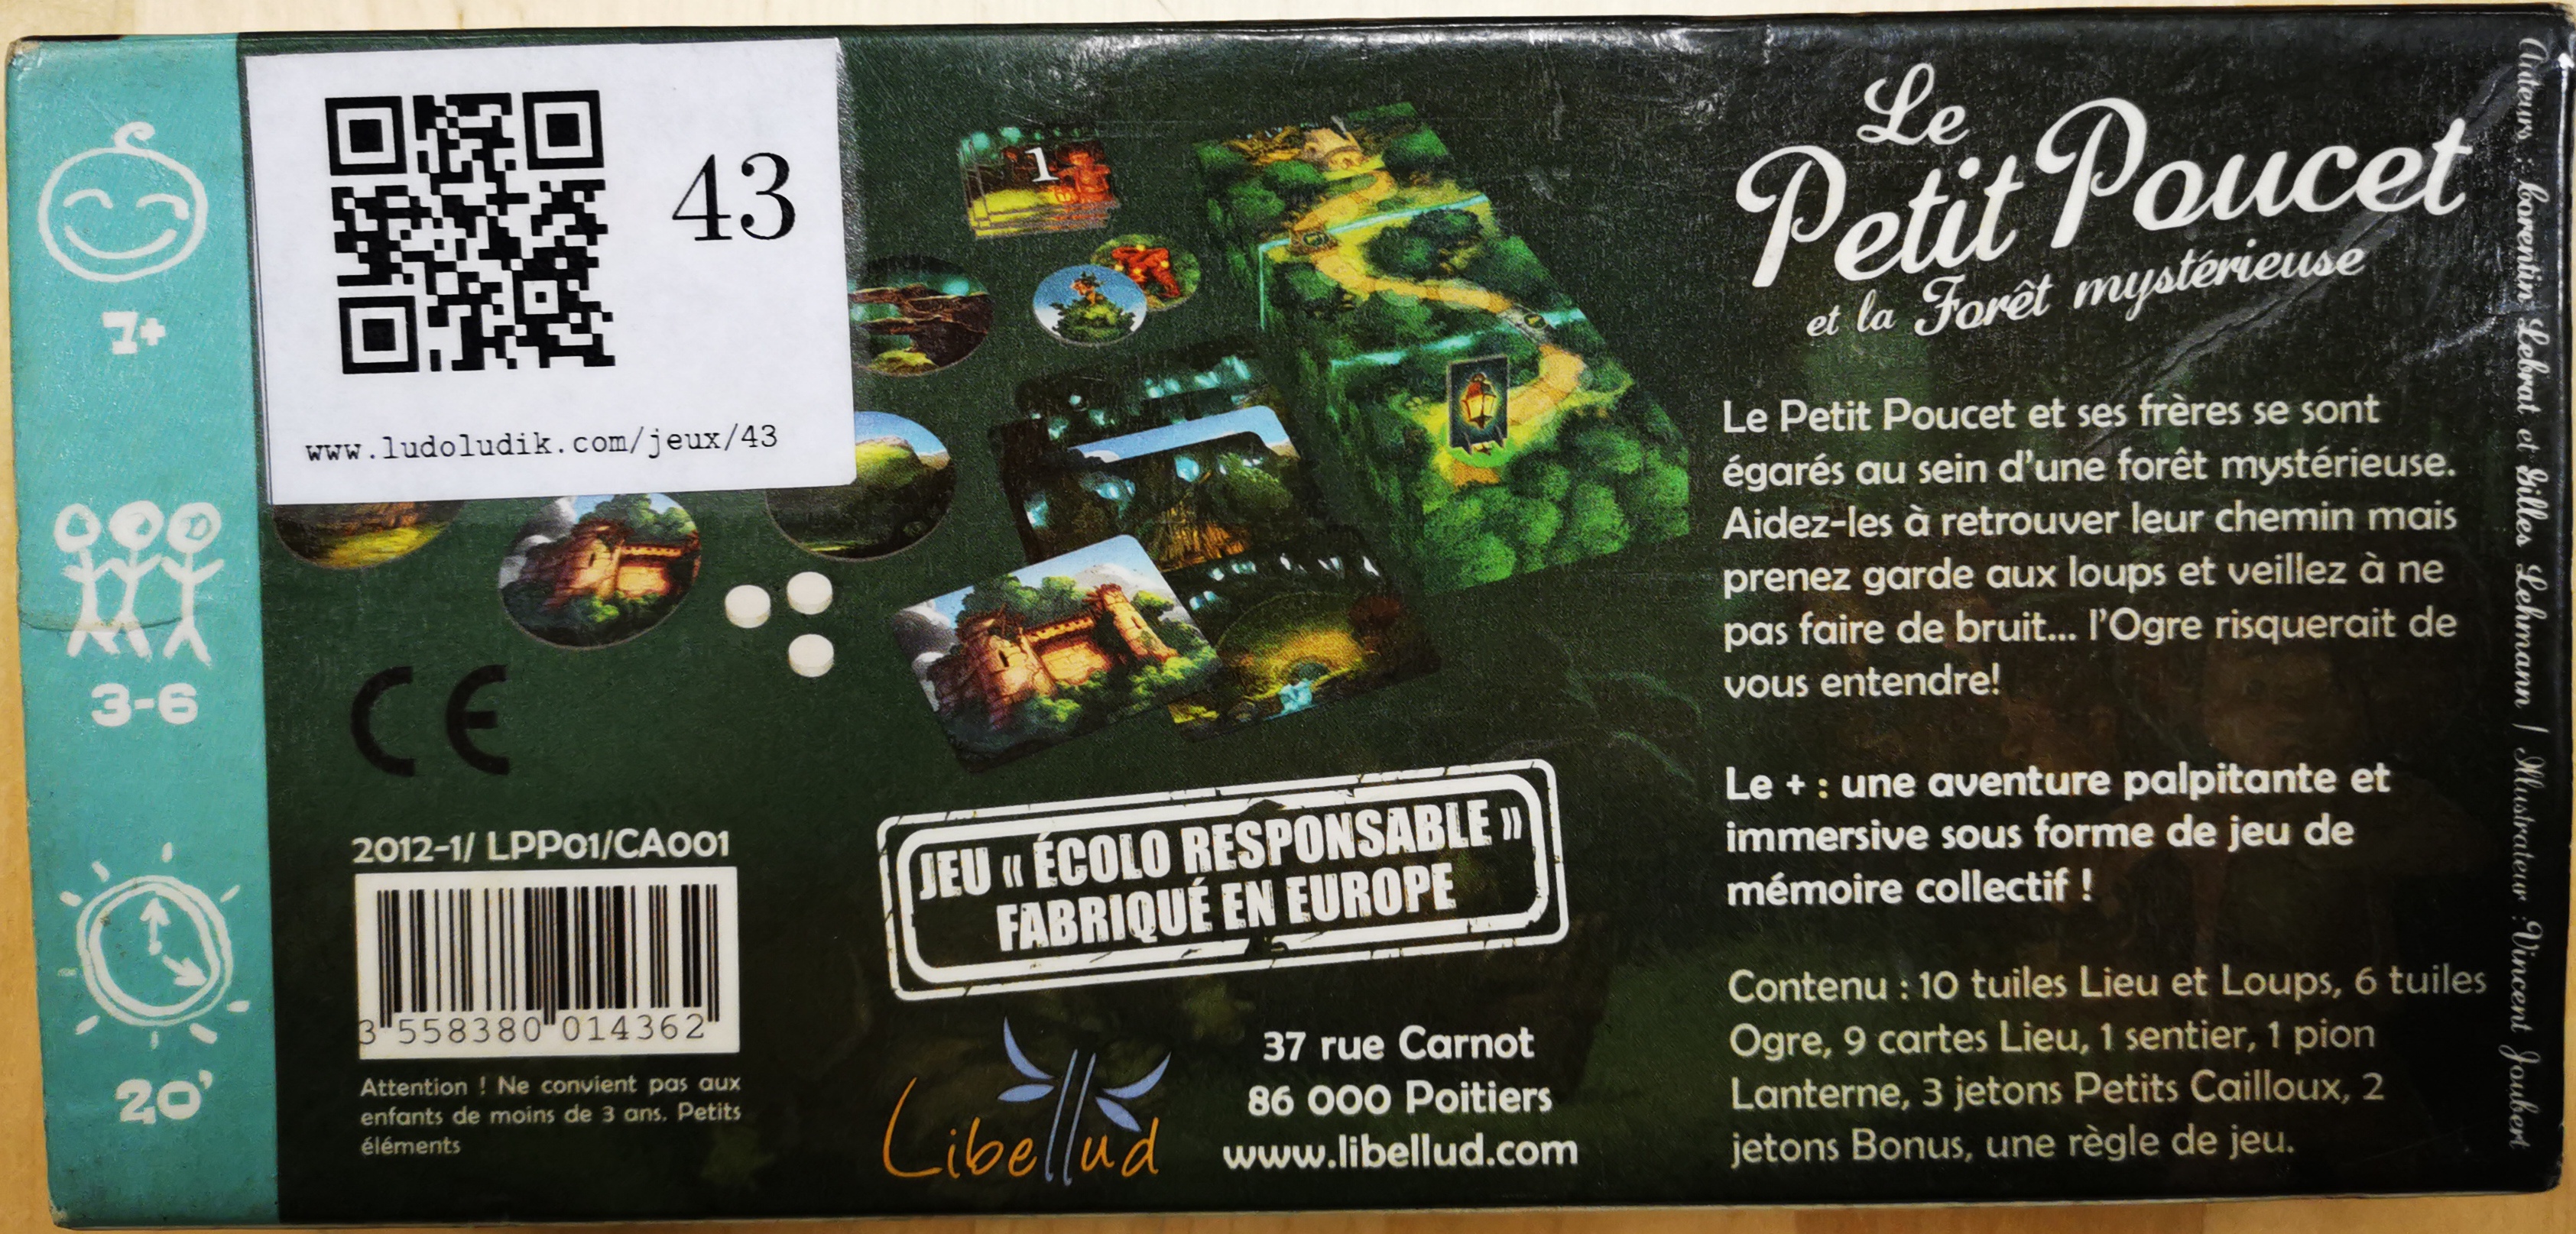 7+
3-6
20'
43
www.ludoludik.com/jeux/43
1
CE
2012-1/ LPP01/CA001
3 558380 014362
Attention ! Ne convient pas aux
enfants de moins de 3 ans. Petits
éléments
JEU « ÉCOLO RESPONSABLE »
FABRIQUÉ EN EUROPE
Libellud
37 rue Carnot
86 000 Poitiers
www.libellud.com
Le
Petit Poucet
et la Forêt mystérieuse
Le Petit Poucet et ses frères se sont
égarés au sein d'une forêt mystérieuse.
Aidez-les à retrouver leur chemin mais
prenez garde aux loups et veillez à ne
pas faire de bruit... l'Ogre risquerait de
vous entendre!
Le + : une aventure palpitante et
immersive sous forme de jeu de
mémoire collectif !
Contenu : 10 tuiles Lieu et Loups, 6 tuiles
Ogre, 9 cartes Lieu, 1 sentier, 1 pion
Lanterne, 3 jetons Petits Cailloux, 2
jetons Bonus, une règle de jeu.
Auteurs : Corentin Lebrat et Gilles Lehmann / Illustrateur : Vincent Joubert